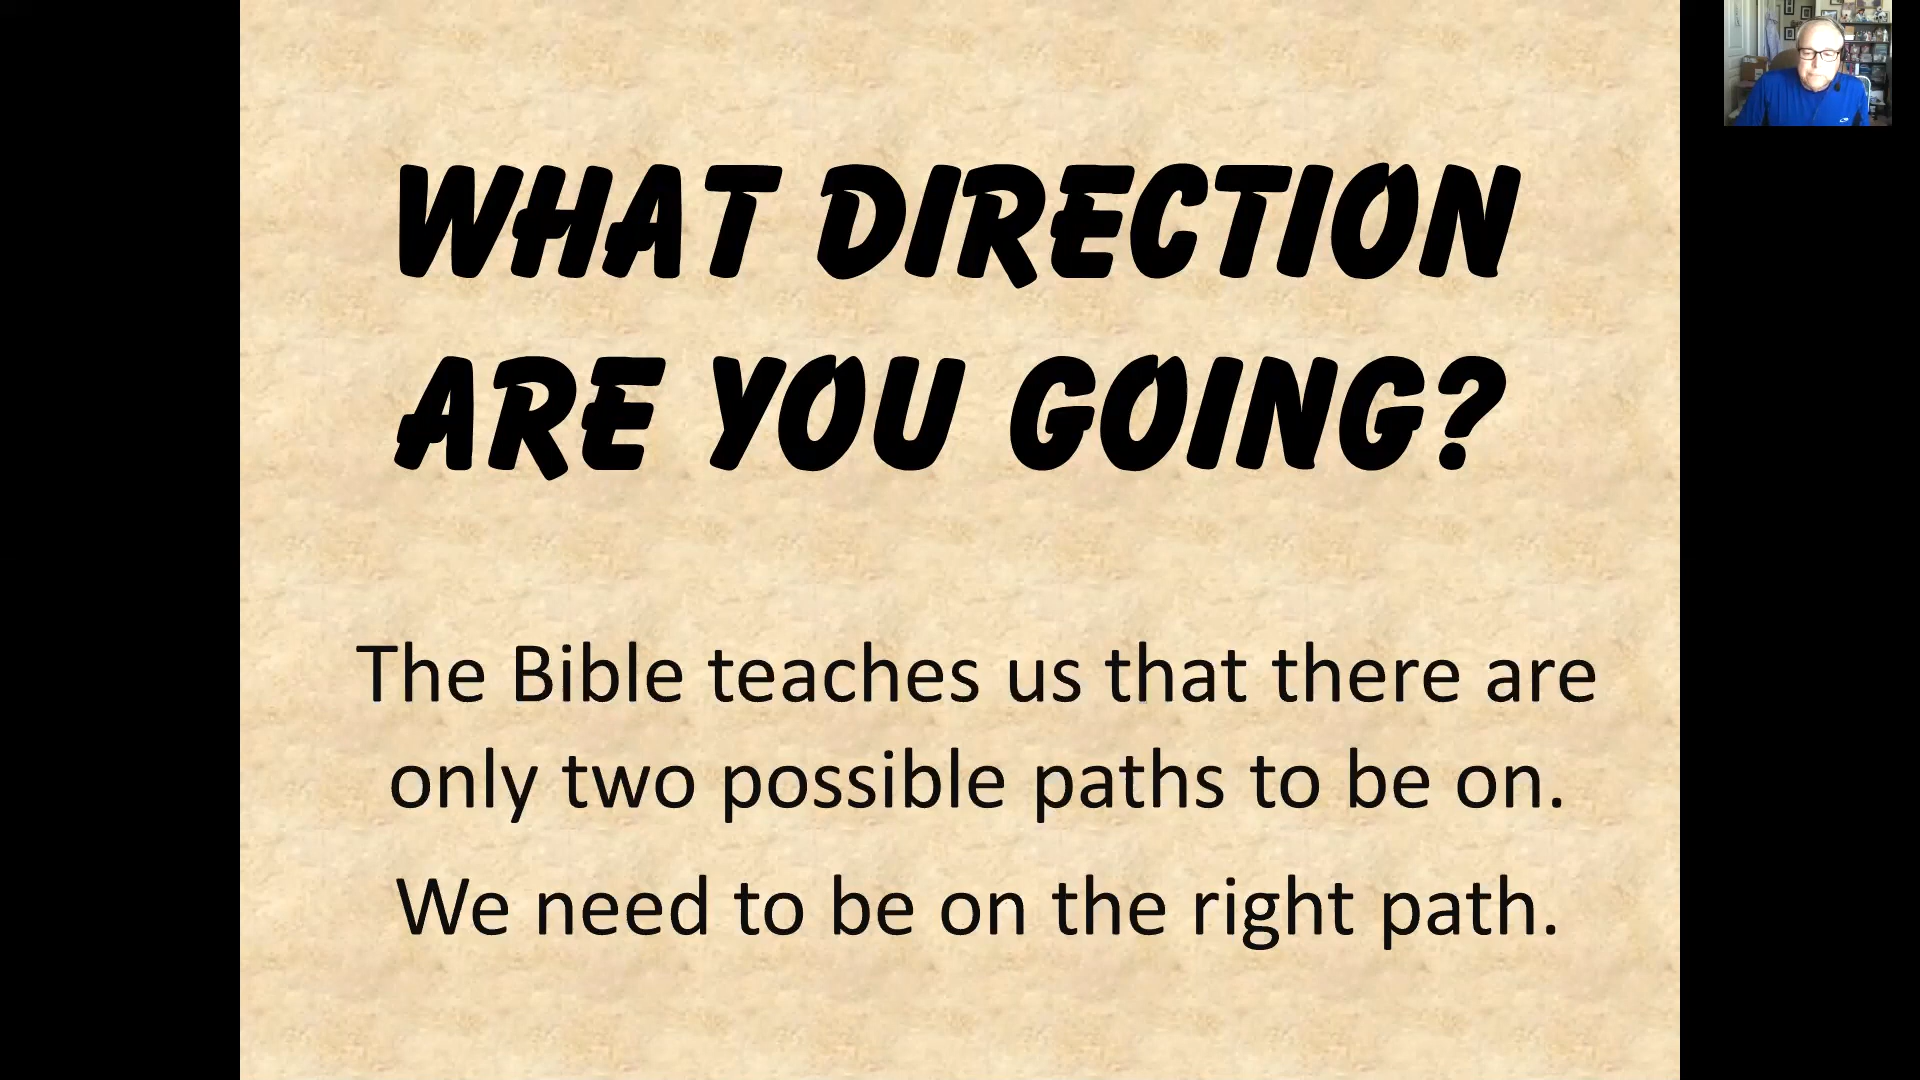 WHAT DIRECTION
ARE YOU GOING?
The Bible teaches us that there are
only two possible paths to be on.
We need to be on the right path.